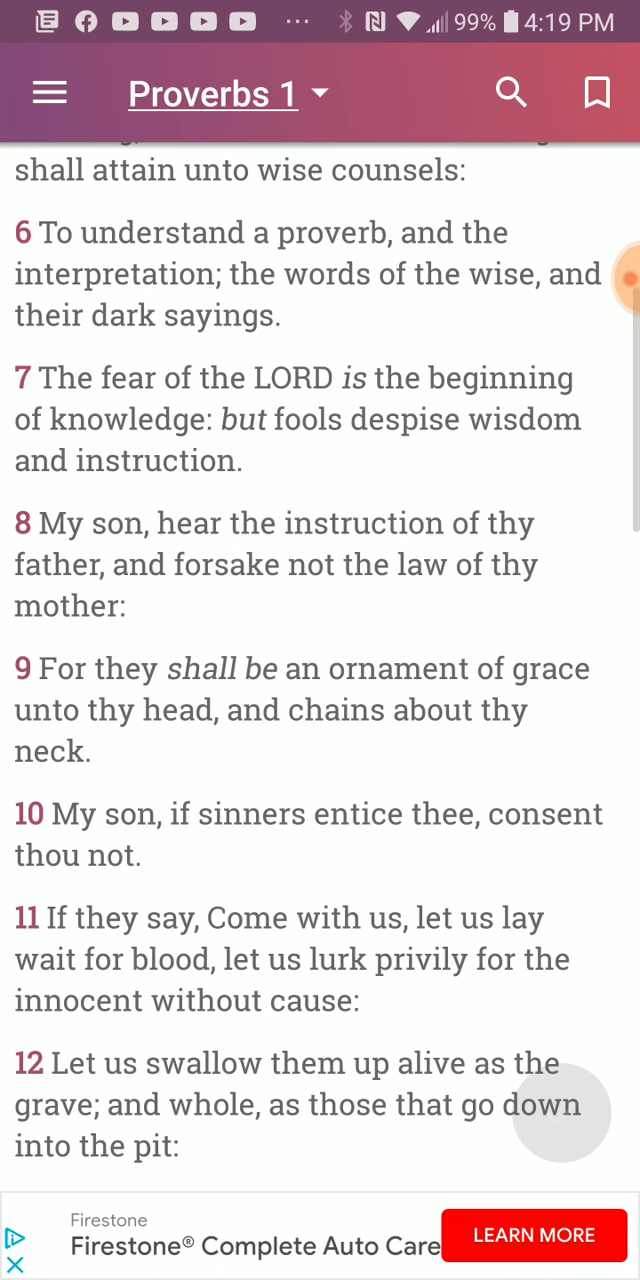 99% 4:19 PM
Proverbs 1
shall attain unto wise counsels:
6 To understand a proverb, and the
interpretation; the words of the wise, and
their dark sayings.
7 The fear of the LORD is the beginning
of knowledge: but fools despise wisdom
and instruction.
8 My son, hear the instruction of thy
father, and forsake not the law of thy
mother:
9 For they shall be an ornament of grace
unto thy head, and chains about thy
neck.
10 My son, if sinners entice thee, consent
thou not.
11 If they say, Come with us, let us lay
wait for blood, let us lurk privily for the
innocent without cause:
12 Let us swallow them up alive as the
grave; and whole, as those that go down
into the pit:
Firestone
Firestone® Complete Auto Care
LEARN MORE